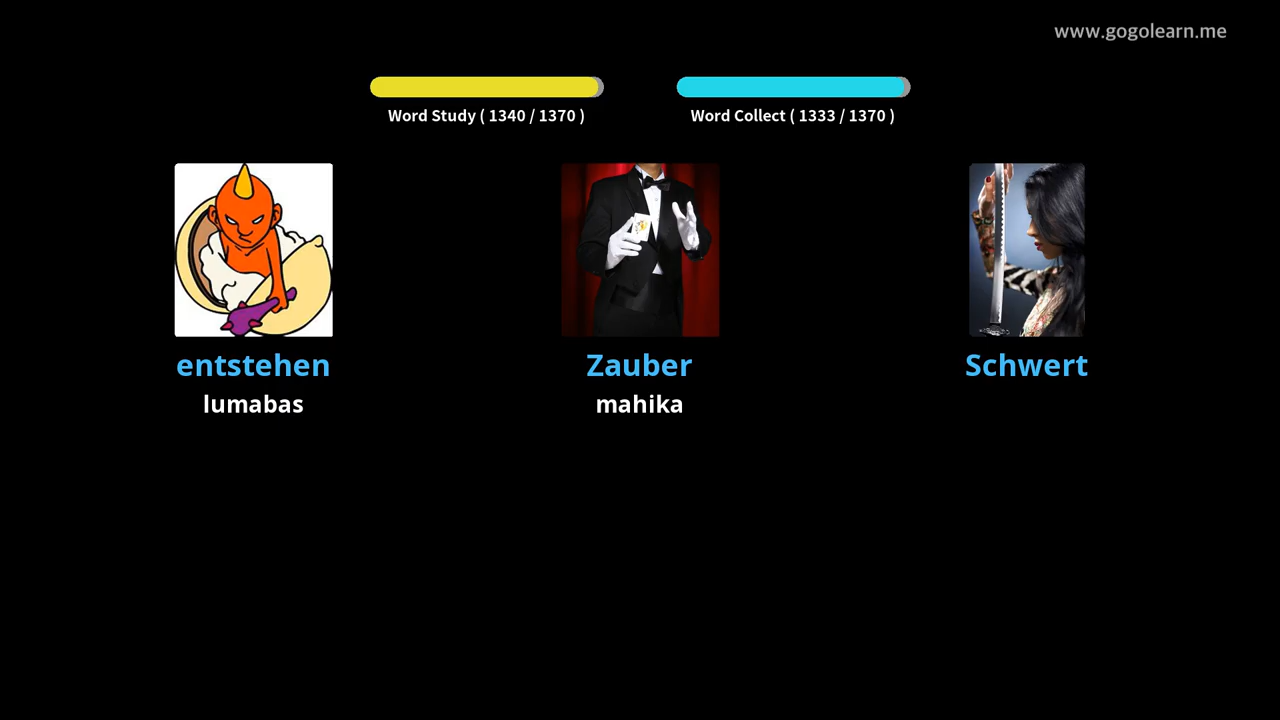 www.gogolearn.me
Word Study ( 1340 / 1370 )
Word Collect ( 1333 / 1370 )
entstehen
Zauber
Schwert
lumabas
mahika